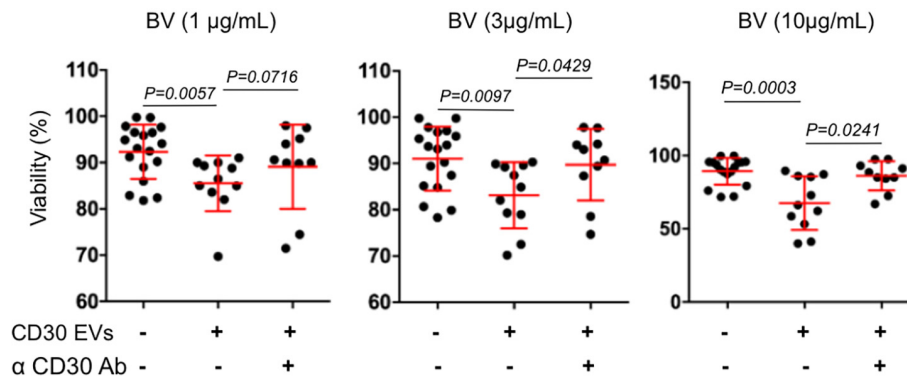 BV (1 µg/mL) BV (3µg/mL) BV (10µg/mL)
110 110 150
P=0.0057 P=0.0716 P=0.0097 P=0.0429 P=0.0003 P=0.0241
Viability (%)
100 100 100
90 90
80 80 50
70 70
60 60 0
CD30 EVs - + + - + + - + +
α CD30 Ab - - + - - + - - +